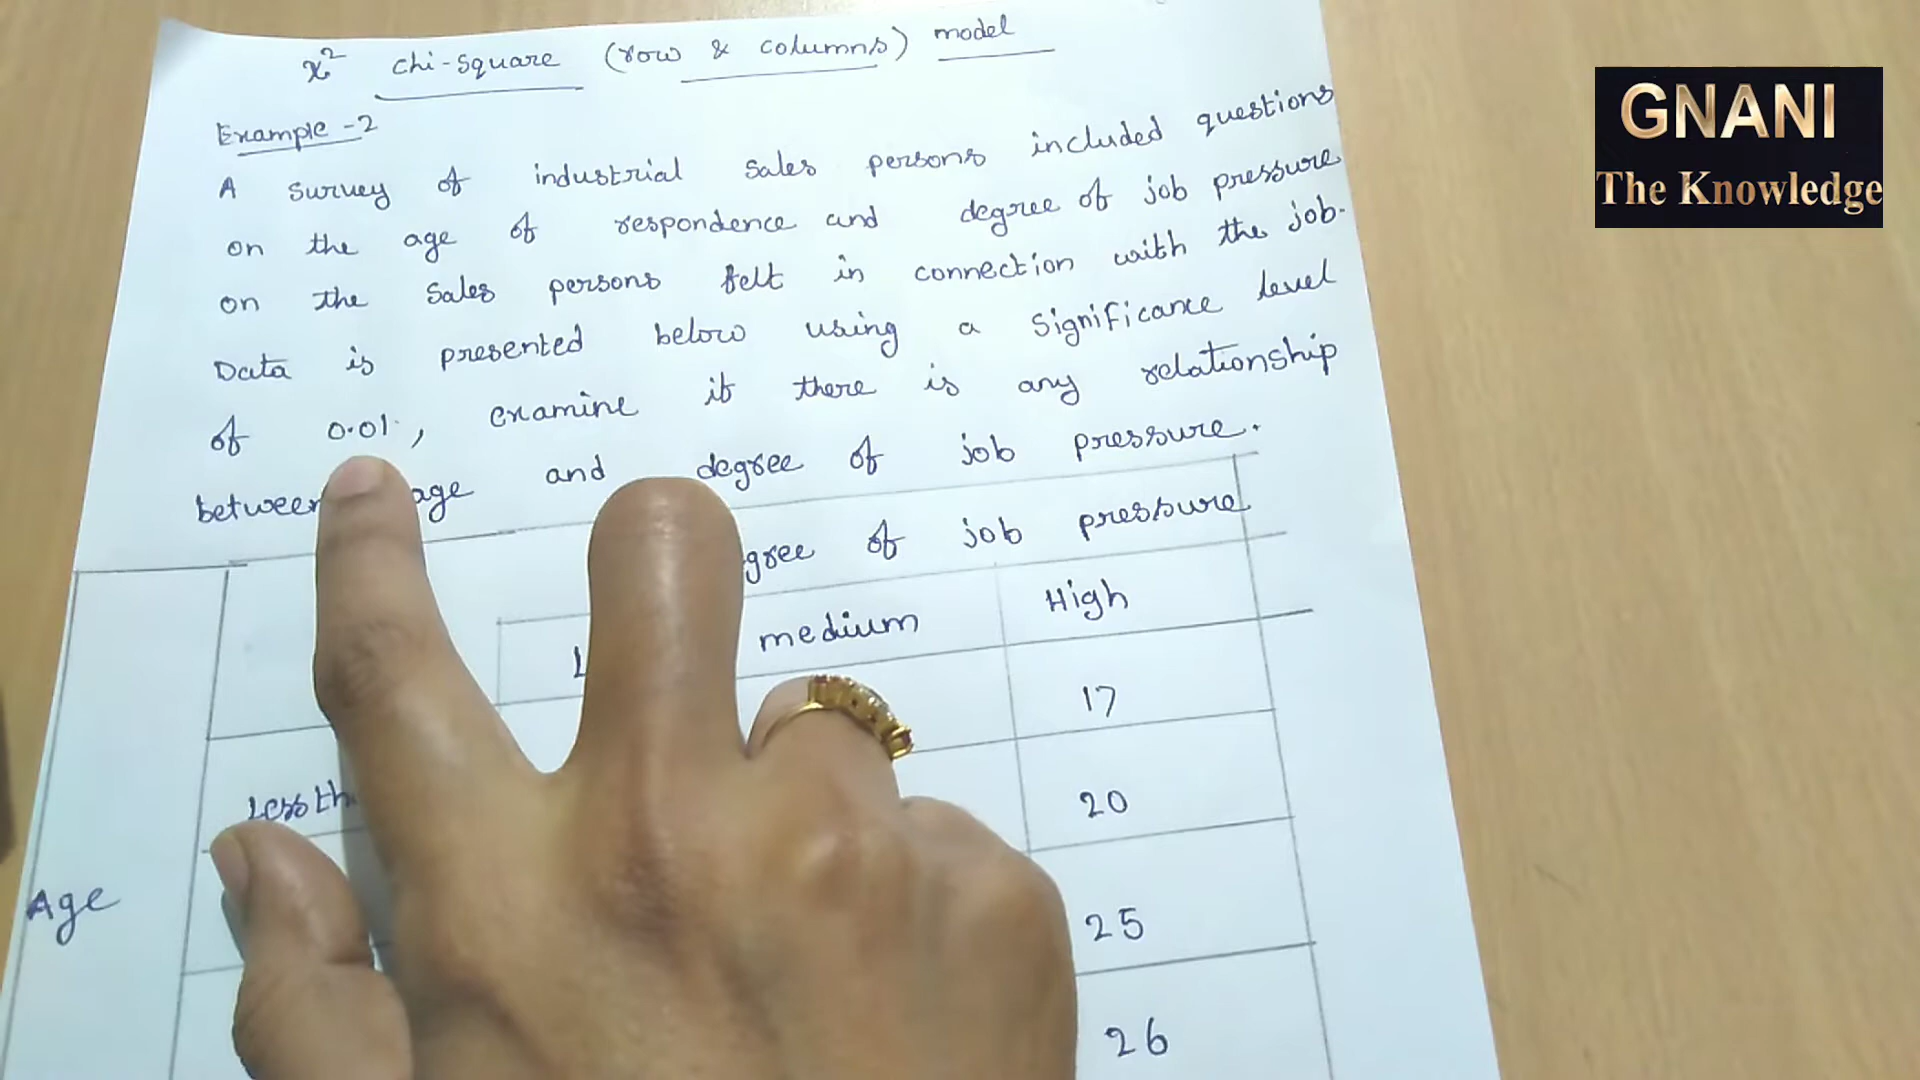 x² chi-square (row & columns) model
Example -2
A survey of industrial sales persons included questions
on the age of respondence and degree of job pressure
on the sales persons felt in connection with the job.
Data is presented below using a significance level
of 0.01, examine if there is any relationship
between age and degree of job pressure.
gree of job pressure
L medium High
17
Less th
20
Age
25
26
GNANI
The Knowledge